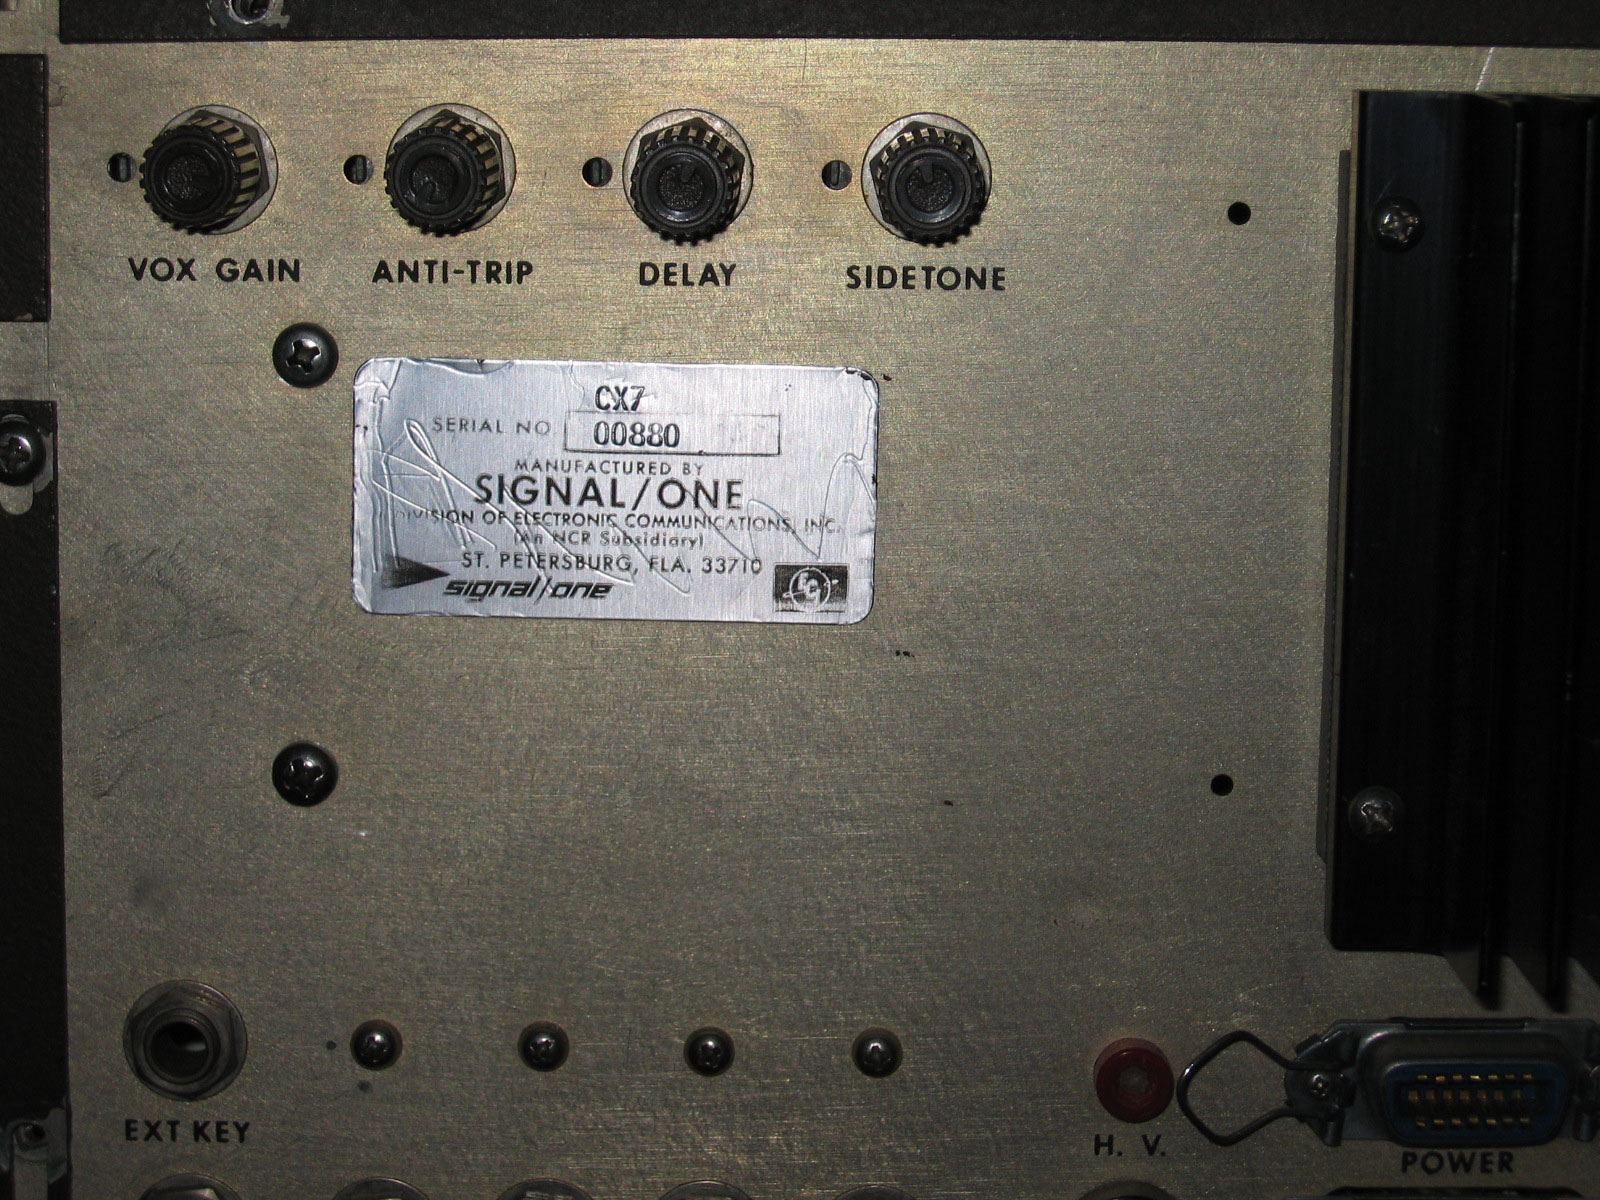 VOX GAIN ANTI-TRIP DELAY SIDETONE
CX7
SERIAL NO 00880
MANUFACTURED BY
SIGNAL/ONE
DIVISION OF ELECTRONIC COMMUNICATIONS, INC.
(An NCR Subsidiary)
ST. PETERSBURG, FLA. 33710
signal/one
EXT KEY
H. V.
POWER